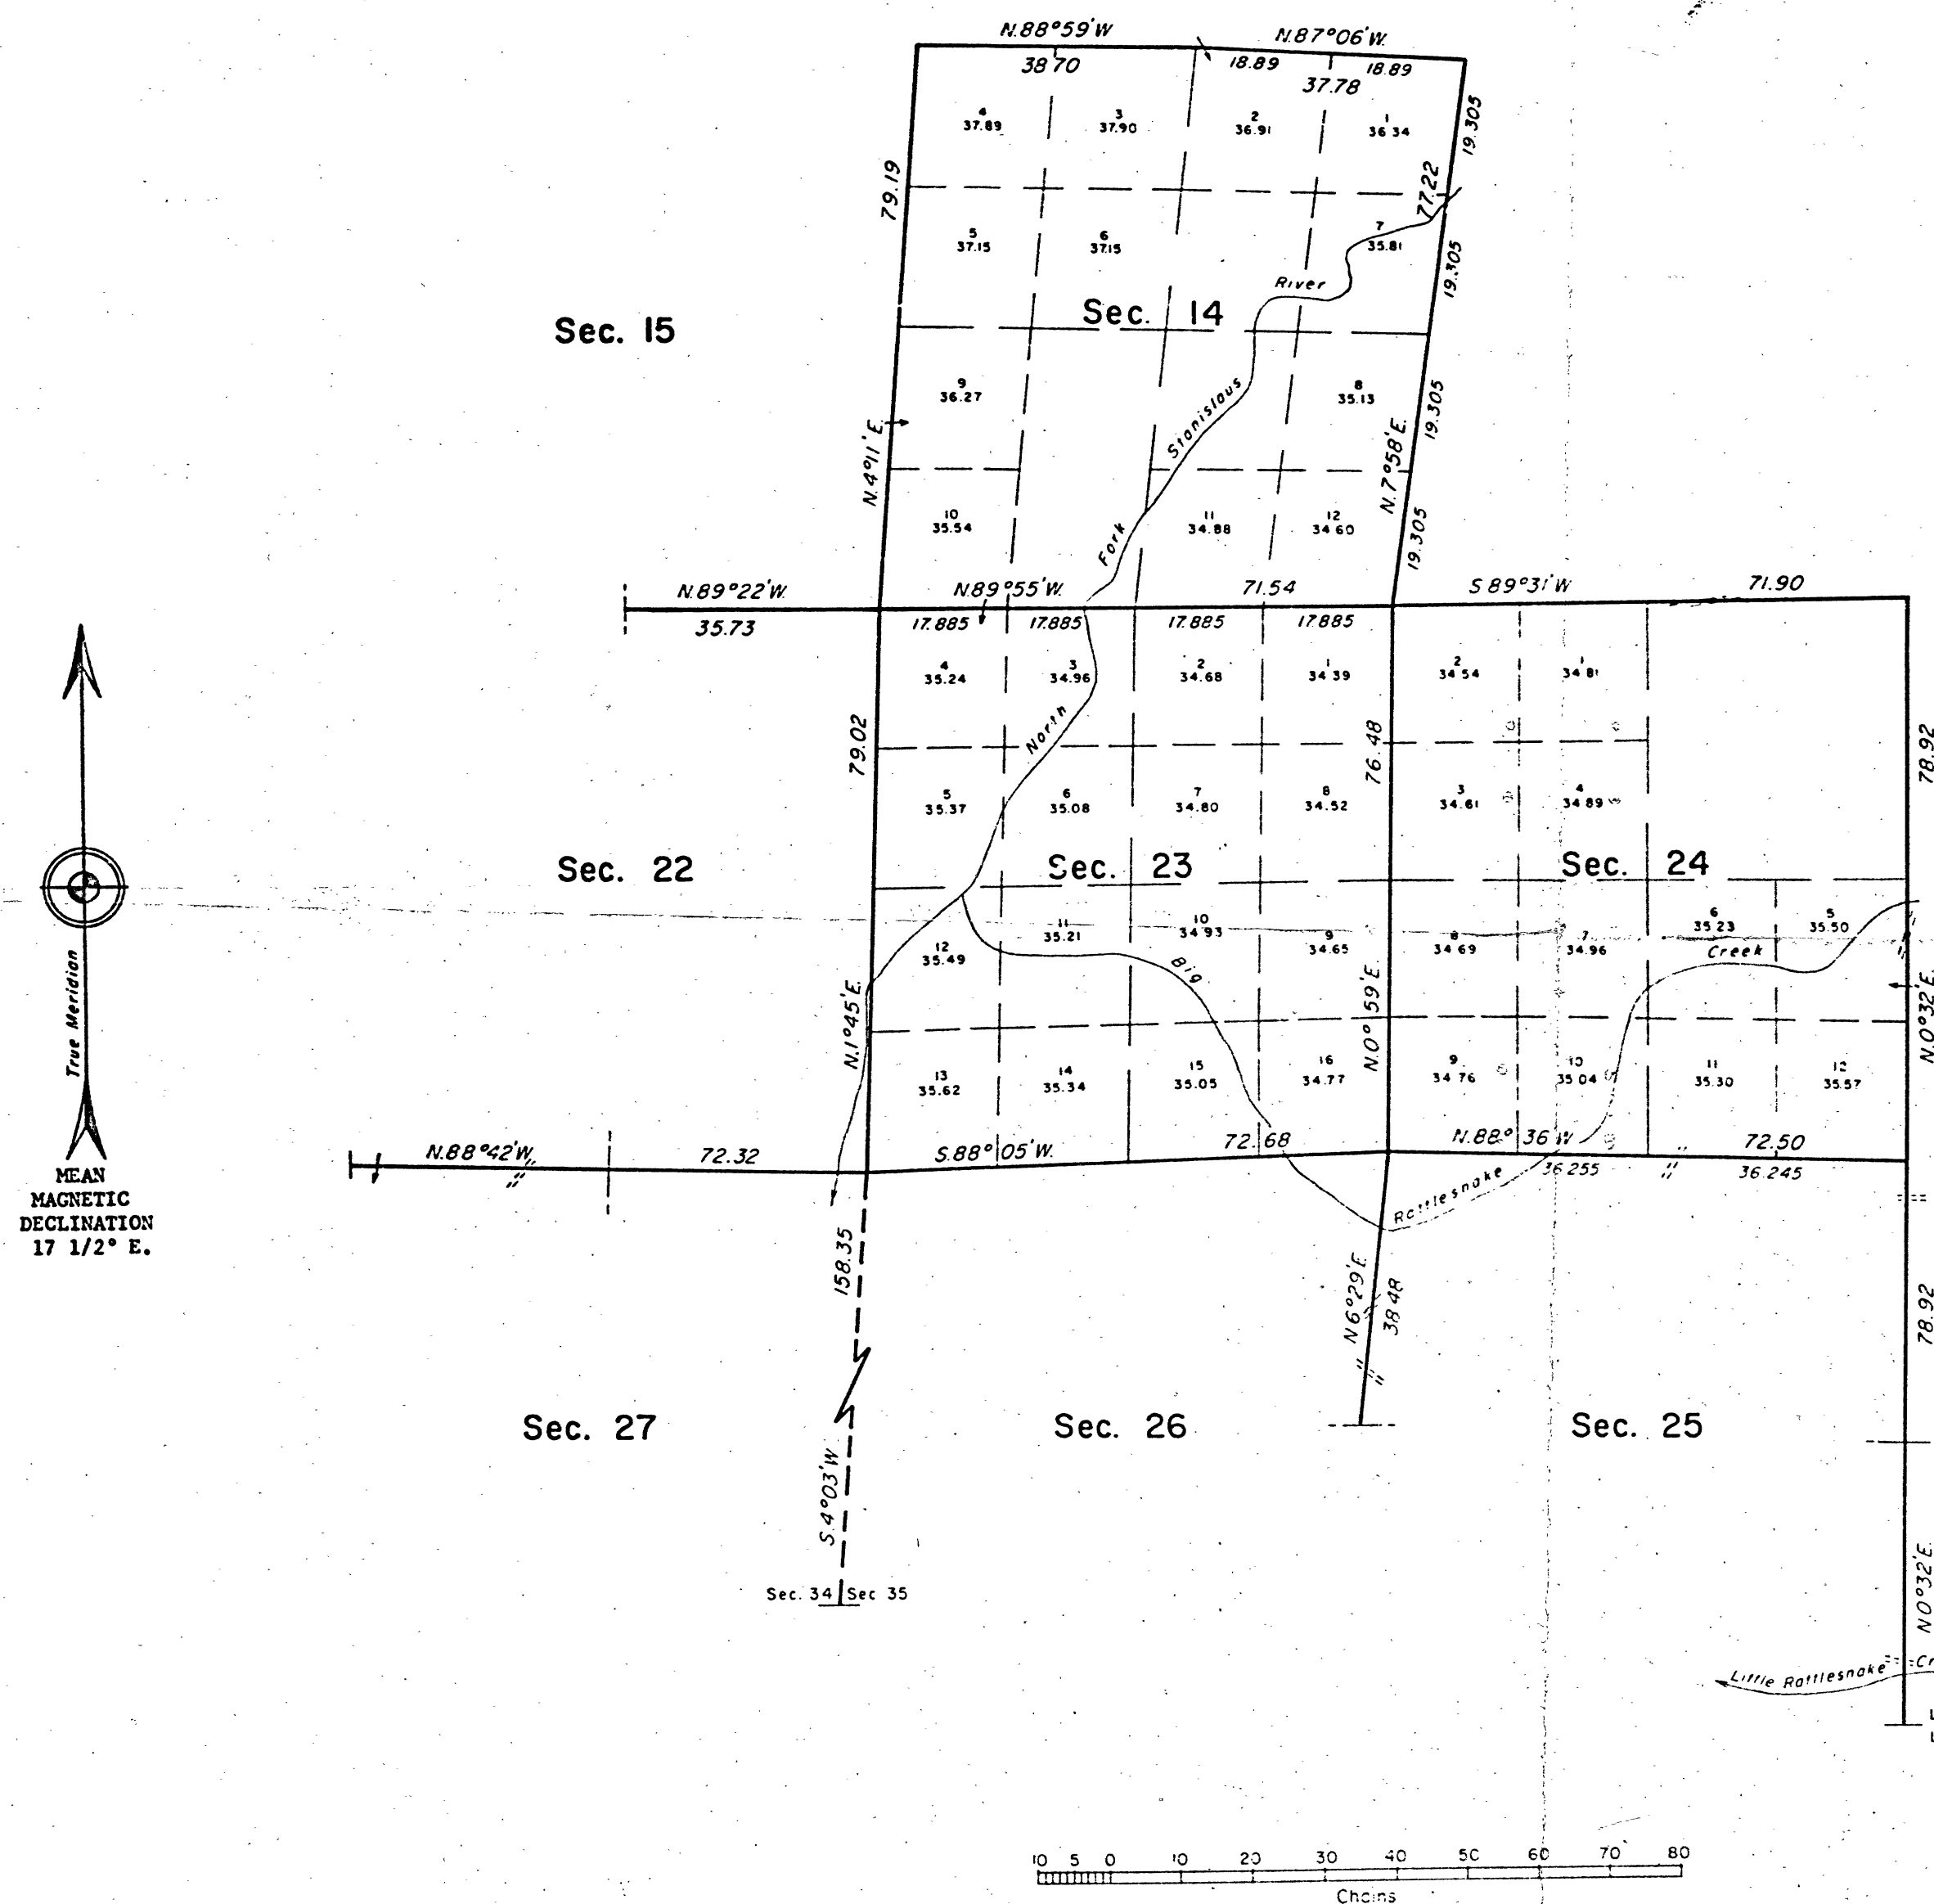 N.88°59'W
N.87°06'W.
38.70
18.89
18.89
37.78
4
37.89
3
37.90
2
36.91
1
36.34
19.305
79.19
77.22
5
37.15
6
37.15
7
35.81
19.305
River
Sec. 15
Sec. 14
9
36.27
Stanislaus
8
35.13
19.305
N.4°11'E.
N.7°58'E.
10
35.54
Fork
11
34.88
12
34.60
19.305
N.89°22'W.
N.89°55'W.
71.54
S 89°31'W
71.90
35.73
17.885
17.885
17.885
17.885
4
35.24
3
34.96
2
34.68
1
34.39
2
34.54
1
34.81
North
79.02
76.48
78.92
5
35.37
6
35.08
7
34.80
8
34.52
3
34.61
4
34.89
Sec. 22
Sec. 23
Sec. 24
12
35.49
11
35.21
10
34.93
9
34.65
8
34.69
7
34.96
6
35.23
5
35.50
Big
Creek
True Meridian
N.1°45'E.
N.0°59'E.
N.0°32'E.
13
35.62
14
35.34
15
35.05
16
34.77
9
34.76
10
35.04
11
35.30
12
35.57
N.88°42'W.
72.32
S.88°05'W.
72.68
N.88°36'W
72.50
36.255
36.245
MEAN
MAGNETIC
DECLINATION
17 1/2° E.
Rattlesnake
158.35
N6°29'E.
38.48
78.92
Sec. 27
Sec. 26
Sec. 25
S.4°03'W.
N.0°32'E.
Sec. 34 Sec 35
Little Rattlesnake
10 5 0 10 20 30 40 50 60 70 80
Chains